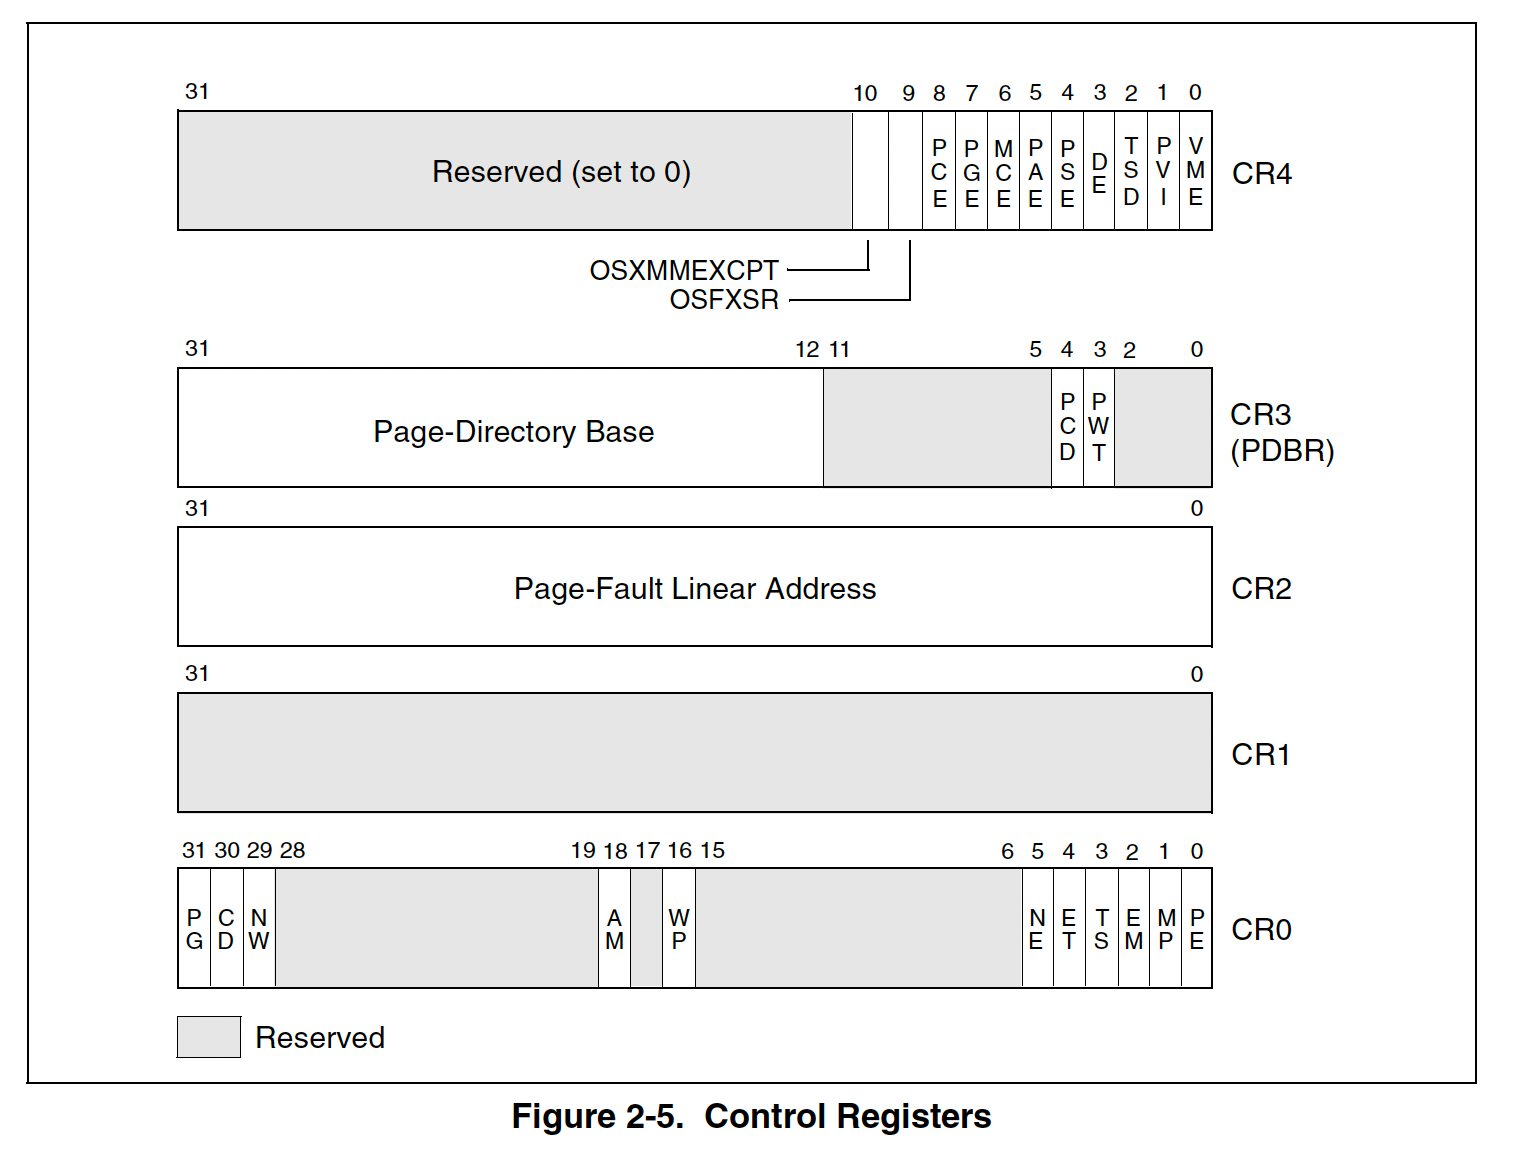 31 10 9 8 7 6 5 4 3 2 1 0
Reserved (set to 0) PCE PGE MCE PAE PSE DE TSD PVI VME CR4
OSXMMEXCPT
OSFXSR
31 12 11 5 4 3 2 0
Page-Directory Base PCD PWT CR3
(PDBR)
31 0
Page-Fault Linear Address CR2
31 0
CR1
31 30 29 28 19 18 17 16 15 6 5 4 3 2 1 0
PG CD NW AM WP NE ET TS EM MP PE CR0
Reserved
Figure 2-5. Control Registers